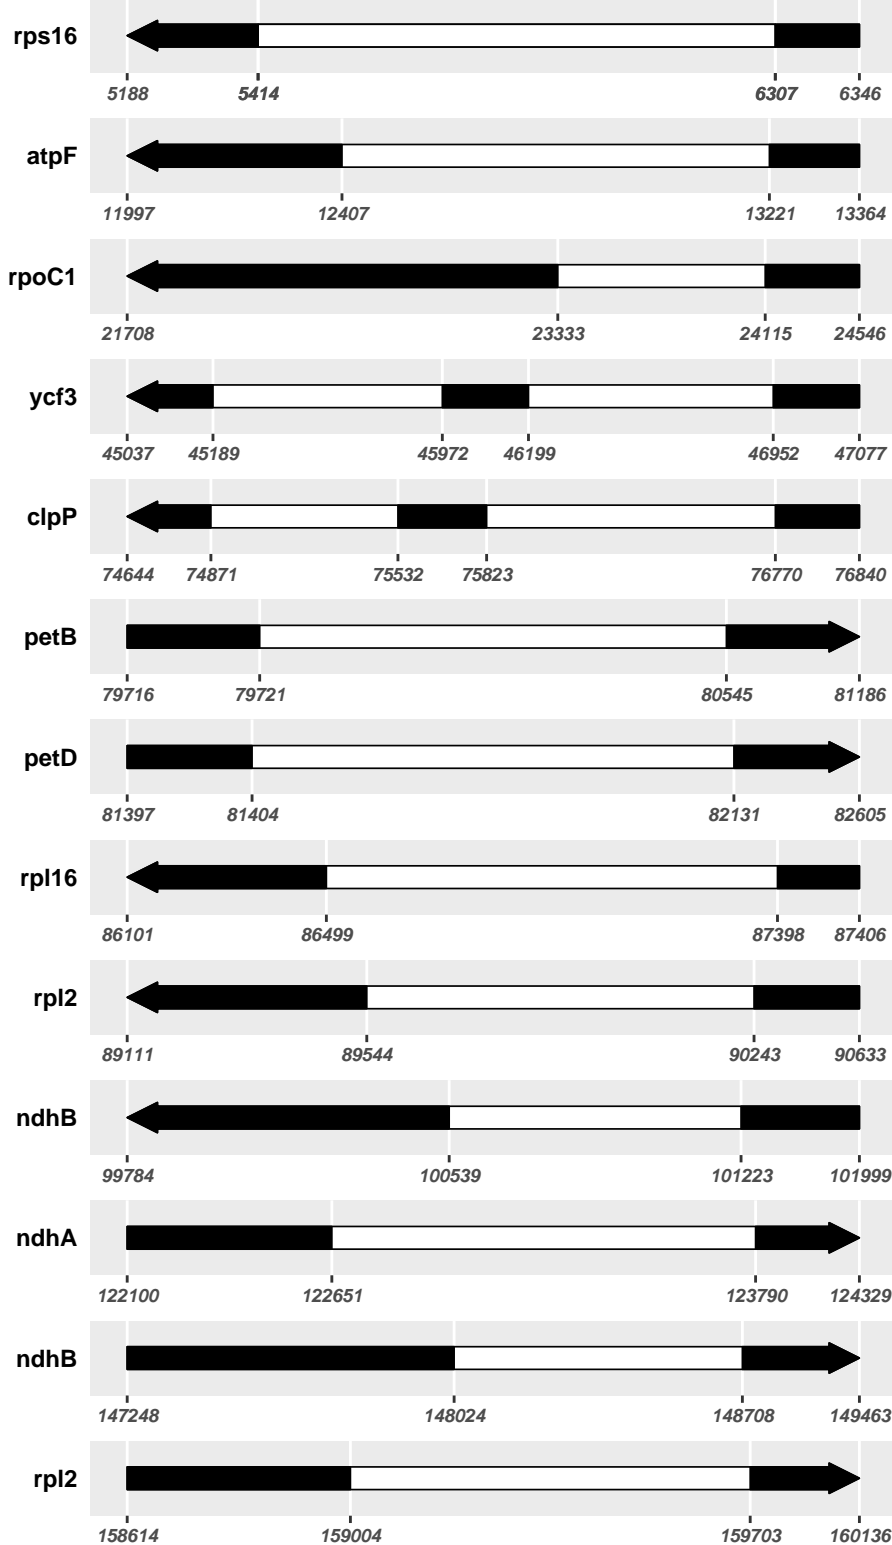 rps16
5188 5414 6307 6346
atpF
11997 12407 13221 13364
rpoC1
21708 23333 24115 24546
ycf3
45037 45189 45972 46199 46952 47077
clpP
74644 74871 75532 75823 76770 76840
petB
79716 79721 80545 81186
petD
81397 81404 82131 82605
rpl16
86101 86499 87398 87406
rpl2
89111 89544 90243 90633
ndhB
99784 100539 101223 101999
ndhA
122100 122651 123790 124329
ndhB
147248 148024 148708 149463
rpl2
158614 159004 159703 160136